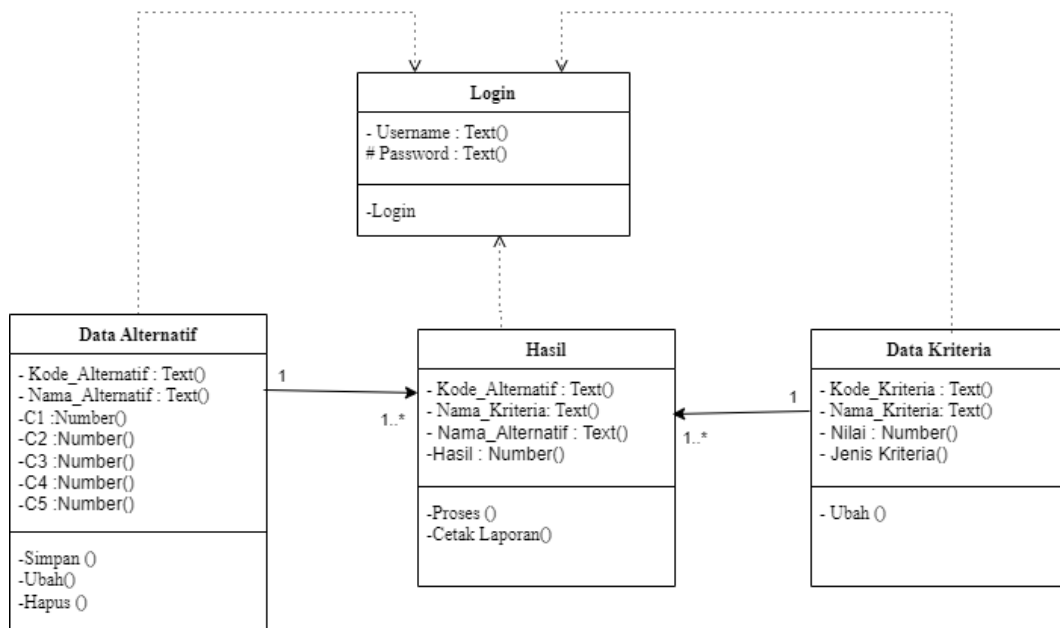 Login
- Username : Text()
# Password : Text()
-Login
Data Alternatif
- Kode_Alternatif : Text()
- Nama_Alternatif : Text()
-C1 :Number()
-C2 :Number()
-C3 :Number()
-C4 :Number()
-C5 :Number()
-Simpan ()
-Ubah()
-Hapus ()
1
1..*
Hasil
- Kode_Alternatif : Text()
- Nama_Kriteria: Text()
- Nama_Alternatif : Text()
-Hasil : Number()
-Proses ()
-Cetak Laporan()
1
1..*
Data Kriteria
- Kode_Kriteria : Text()
- Nama_Kriteria: Text()
- Nilai : Number()
- Jenis Kriteria()
- Ubah ()